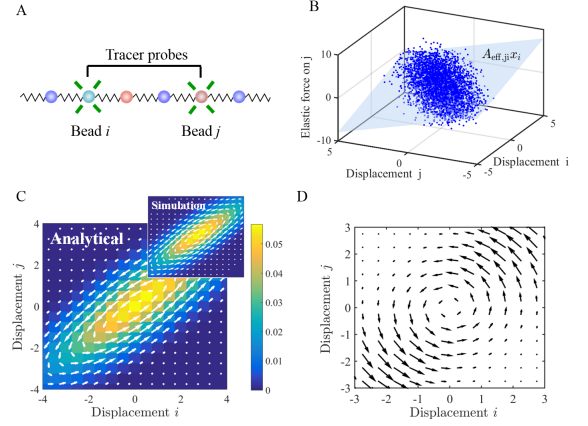 A
Tracer probes
Bead i
Bead j
B
Elastic force on j
10
0
-10
A_eff,ji x_i
5
0
-5
Displacement j
-5
0
5
Displacement i
C
Analytical
Simulation
Displacement j
4
3
2
1
0
-1
-2
-4
-4
-2
0
2
4
Displacement i
0.05
0.04
0.03
0.02
0.01
0
D
Displacement j
3
2
1
0
-1
-2
-3
-3
-2
-1
0
1
2
3
Displacement i